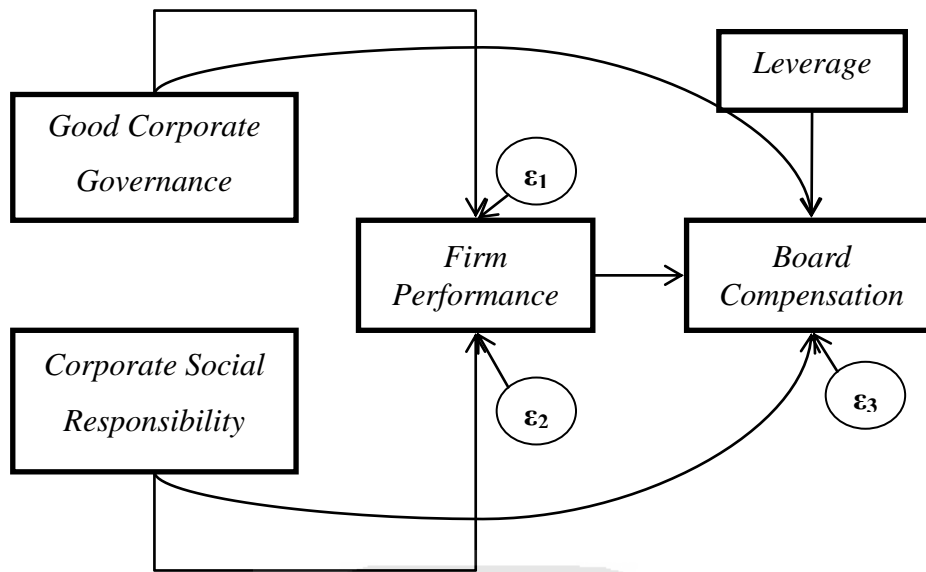 Leverage
Good Corporate
Governance
ε1
Firm
Performance
Board
Compensation
Corporate Social
Responsibility
ε2
ε3